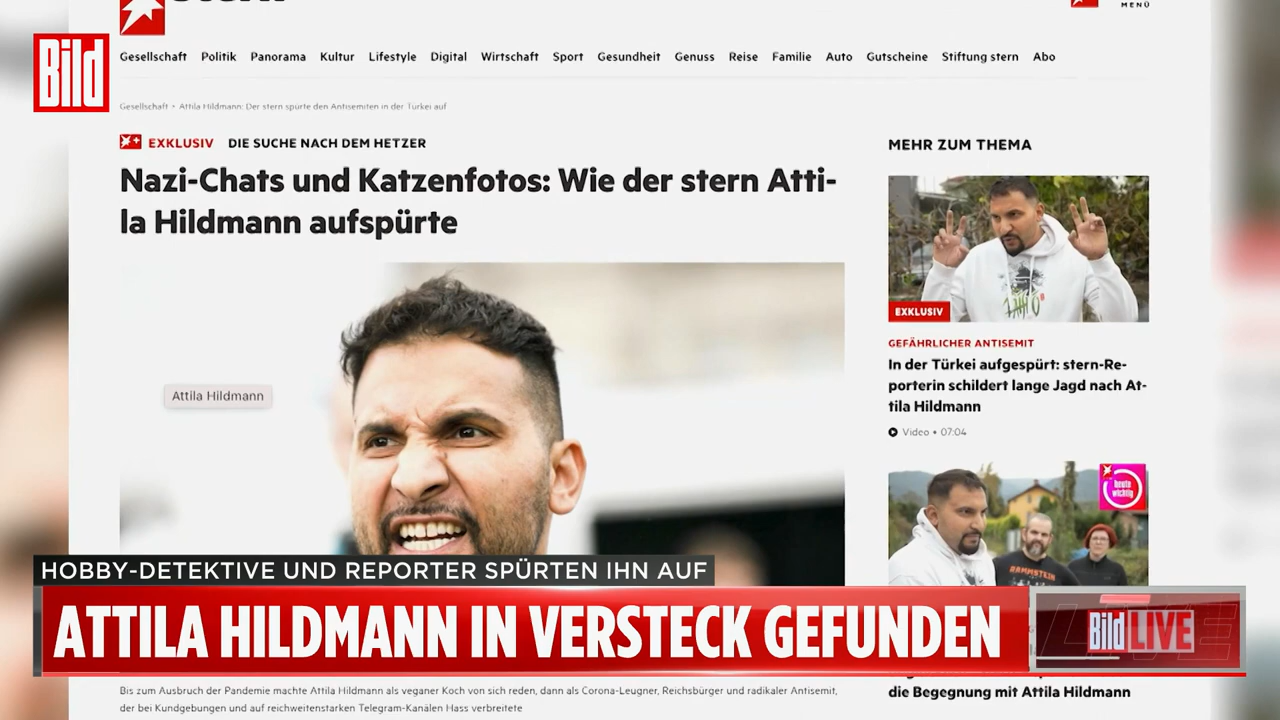 stern
MENÜ
Bild
Gesellschaft Politik Panorama Kultur Lifestyle Digital Wirtschaft Sport Gesundheit Genuss Reise Familie Auto Gutscheine Stiftung stern Abo
Gesellschaft • Attila Hildmann: Der stern spürte den Antisemiten in der Türkei auf
EXKLUSIV DIE SUCHE NACH DEM HETZER
Nazi-Chats und Katzenfotos: Wie der stern Atti-
la Hildmann aufspürte
Attila Hildmann
MEHR ZUM THEMA
EXKLUSIV
GEFÄHRLICHER ANTISEMIT
In der Türkei aufgespürt: stern-Re-
porterin schildert lange Jagd nach At-
tila Hildmann
Video • 07:04
heute
wichtig
RAMMSTEIN
HOBBY-DETEKTIVE UND REPORTER SPÜRTEN IHN AUF
ATTILA HILDMANN IN VERSTECK GEFUNDEN
Bild LIVE
die Begegnung mit Attila Hildmann
Bis zum Ausbruch der Pandemie machte Attila Hildmann als veganer Koch von sich reden, dann als Corona-Leugner, Reichsbürger und radikaler Antisemit,
der bei Kundgebungen und auf reichweitenstarken Telegram-Kanälen Hass verbreitete